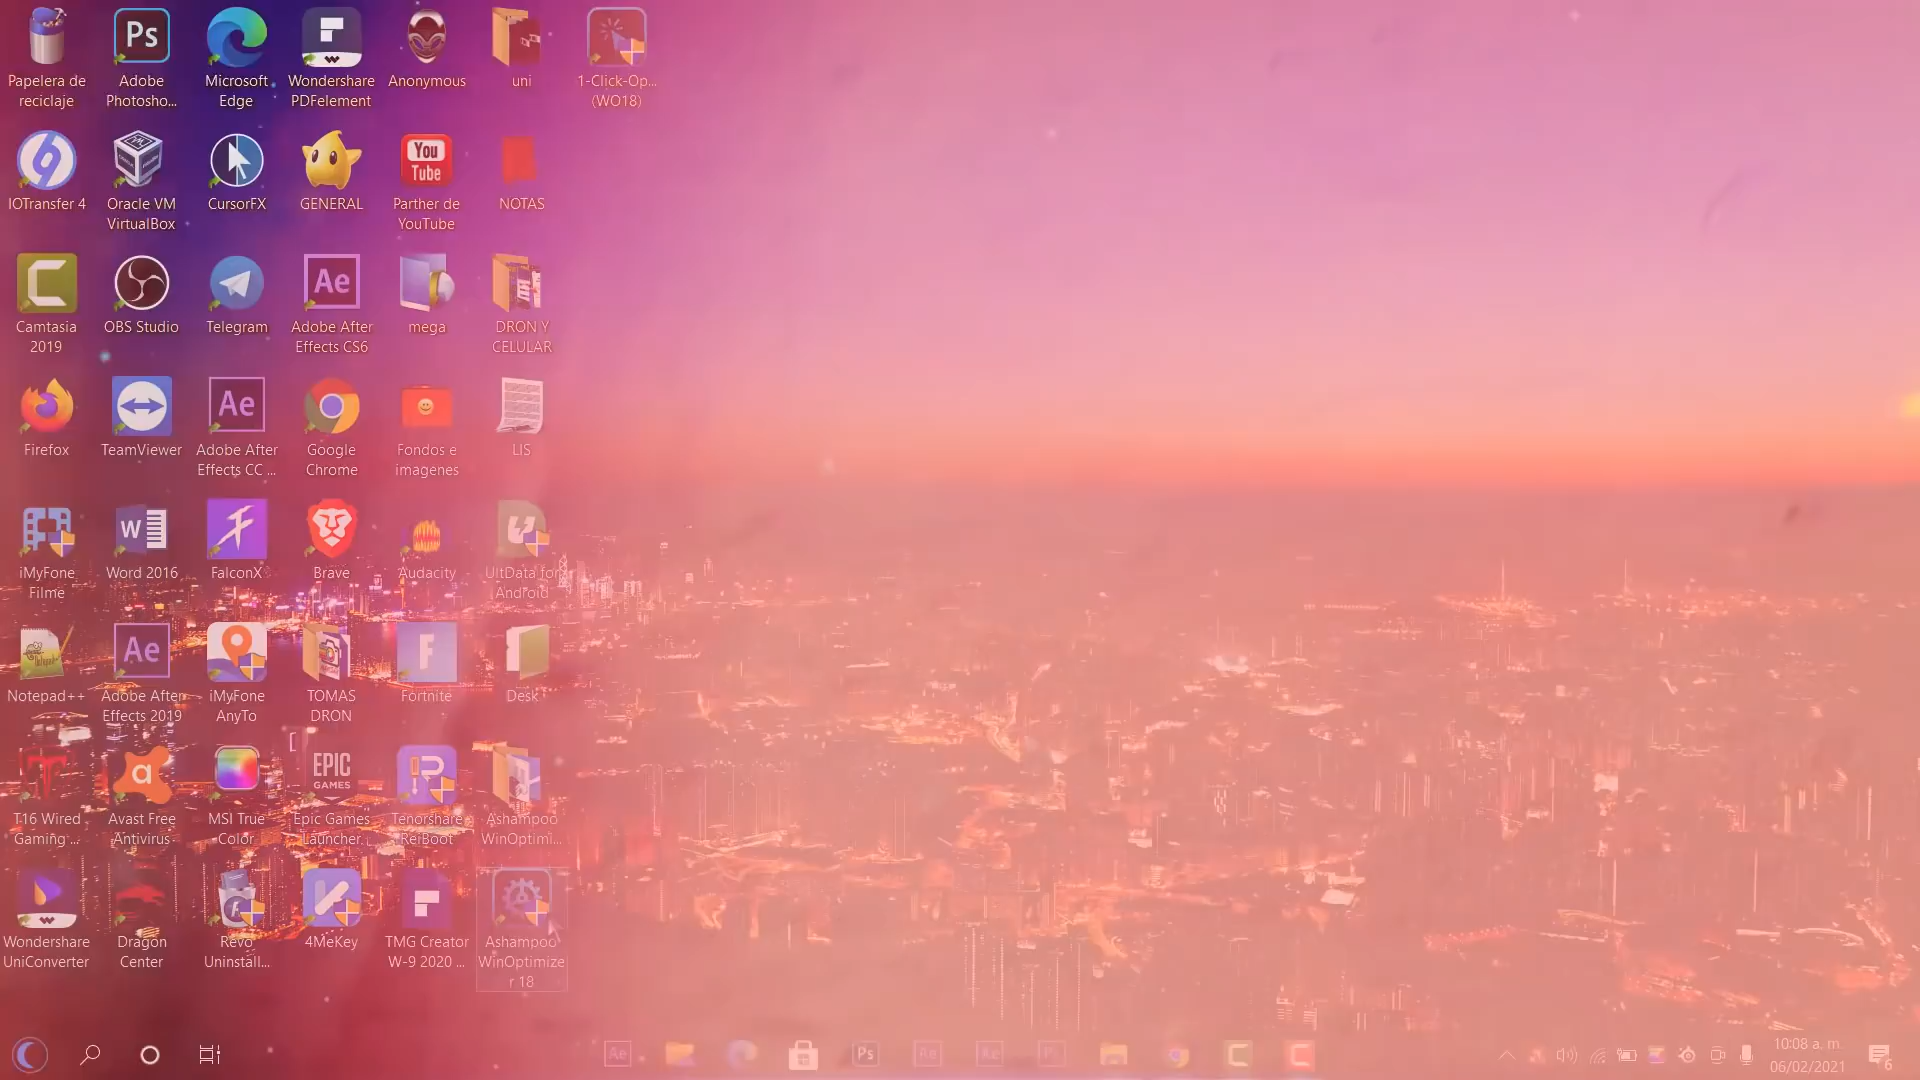 Papelera de
reciclaje
Ps
Adobe
Photosho...
Microsoft
Edge
Wondershare
PDFelement
Anonymous
uni
1-Click-Op...
(WO18)
IOTransfer 4
Oracle VM
VirtualBox
CursorFX
GENERAL
You
Tube
Parther de
YouTube
NOTAS
Camtasia
2019
OBS Studio
Telegram
Ae
Adobe After
Effects CS6
mega
DRON Y
CELULAR
Firefox
TeamViewer
Ae
Adobe After
Effects CC ...
Google
Chrome
Fondos e
imagenes
LIS
iMyFone
Filme
W
Word 2016
FalconX
Brave
Audacity
UltData for
Android
Notepad++
Ae
Adobe After
Effects 2019
iMyFone
AnyTo
TOMAS
DRON
F
Fortnite
Desk
T16 Wired
Gaming ...
a
Avast Free
Antivirus
MSI True
Color
EPIC
GAMES
Epic Games
Launcher
Tenorshare
ReiBoot
Ashampoo
WinOptimi...
Wondershare
UniConverter
Dragon
Center
Revo
Uninstall...
4MeKey
TMG Creator
W-9 2020 ...
Ashampoo
WinOptimize
r 18
Ae
Ps
Ae
10:08 a. m.
06/02/2021
6